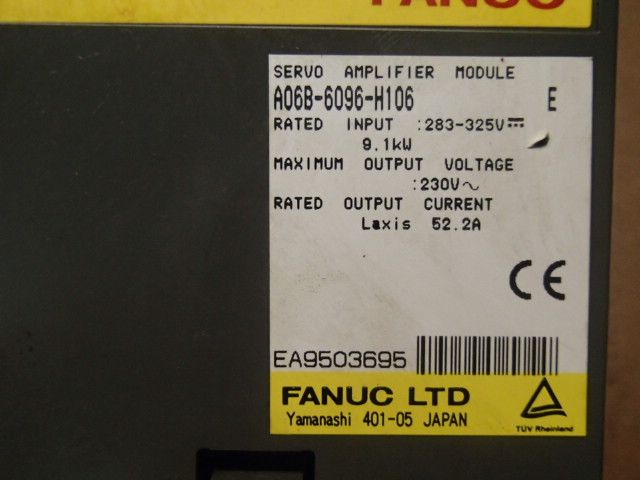 FANUC
SERVO AMPLIFIER MODULE
A06B-6096-H106 E
RATED INPUT :283-325V⎓
9.1kW
MAXIMUM OUTPUT VOLTAGE
:230V∿
RATED OUTPUT CURRENT
Laxis 52.2A
CE
EA9503695
FANUC LTD
Yamanashi 401-05 JAPAN
TÜV Rheinland